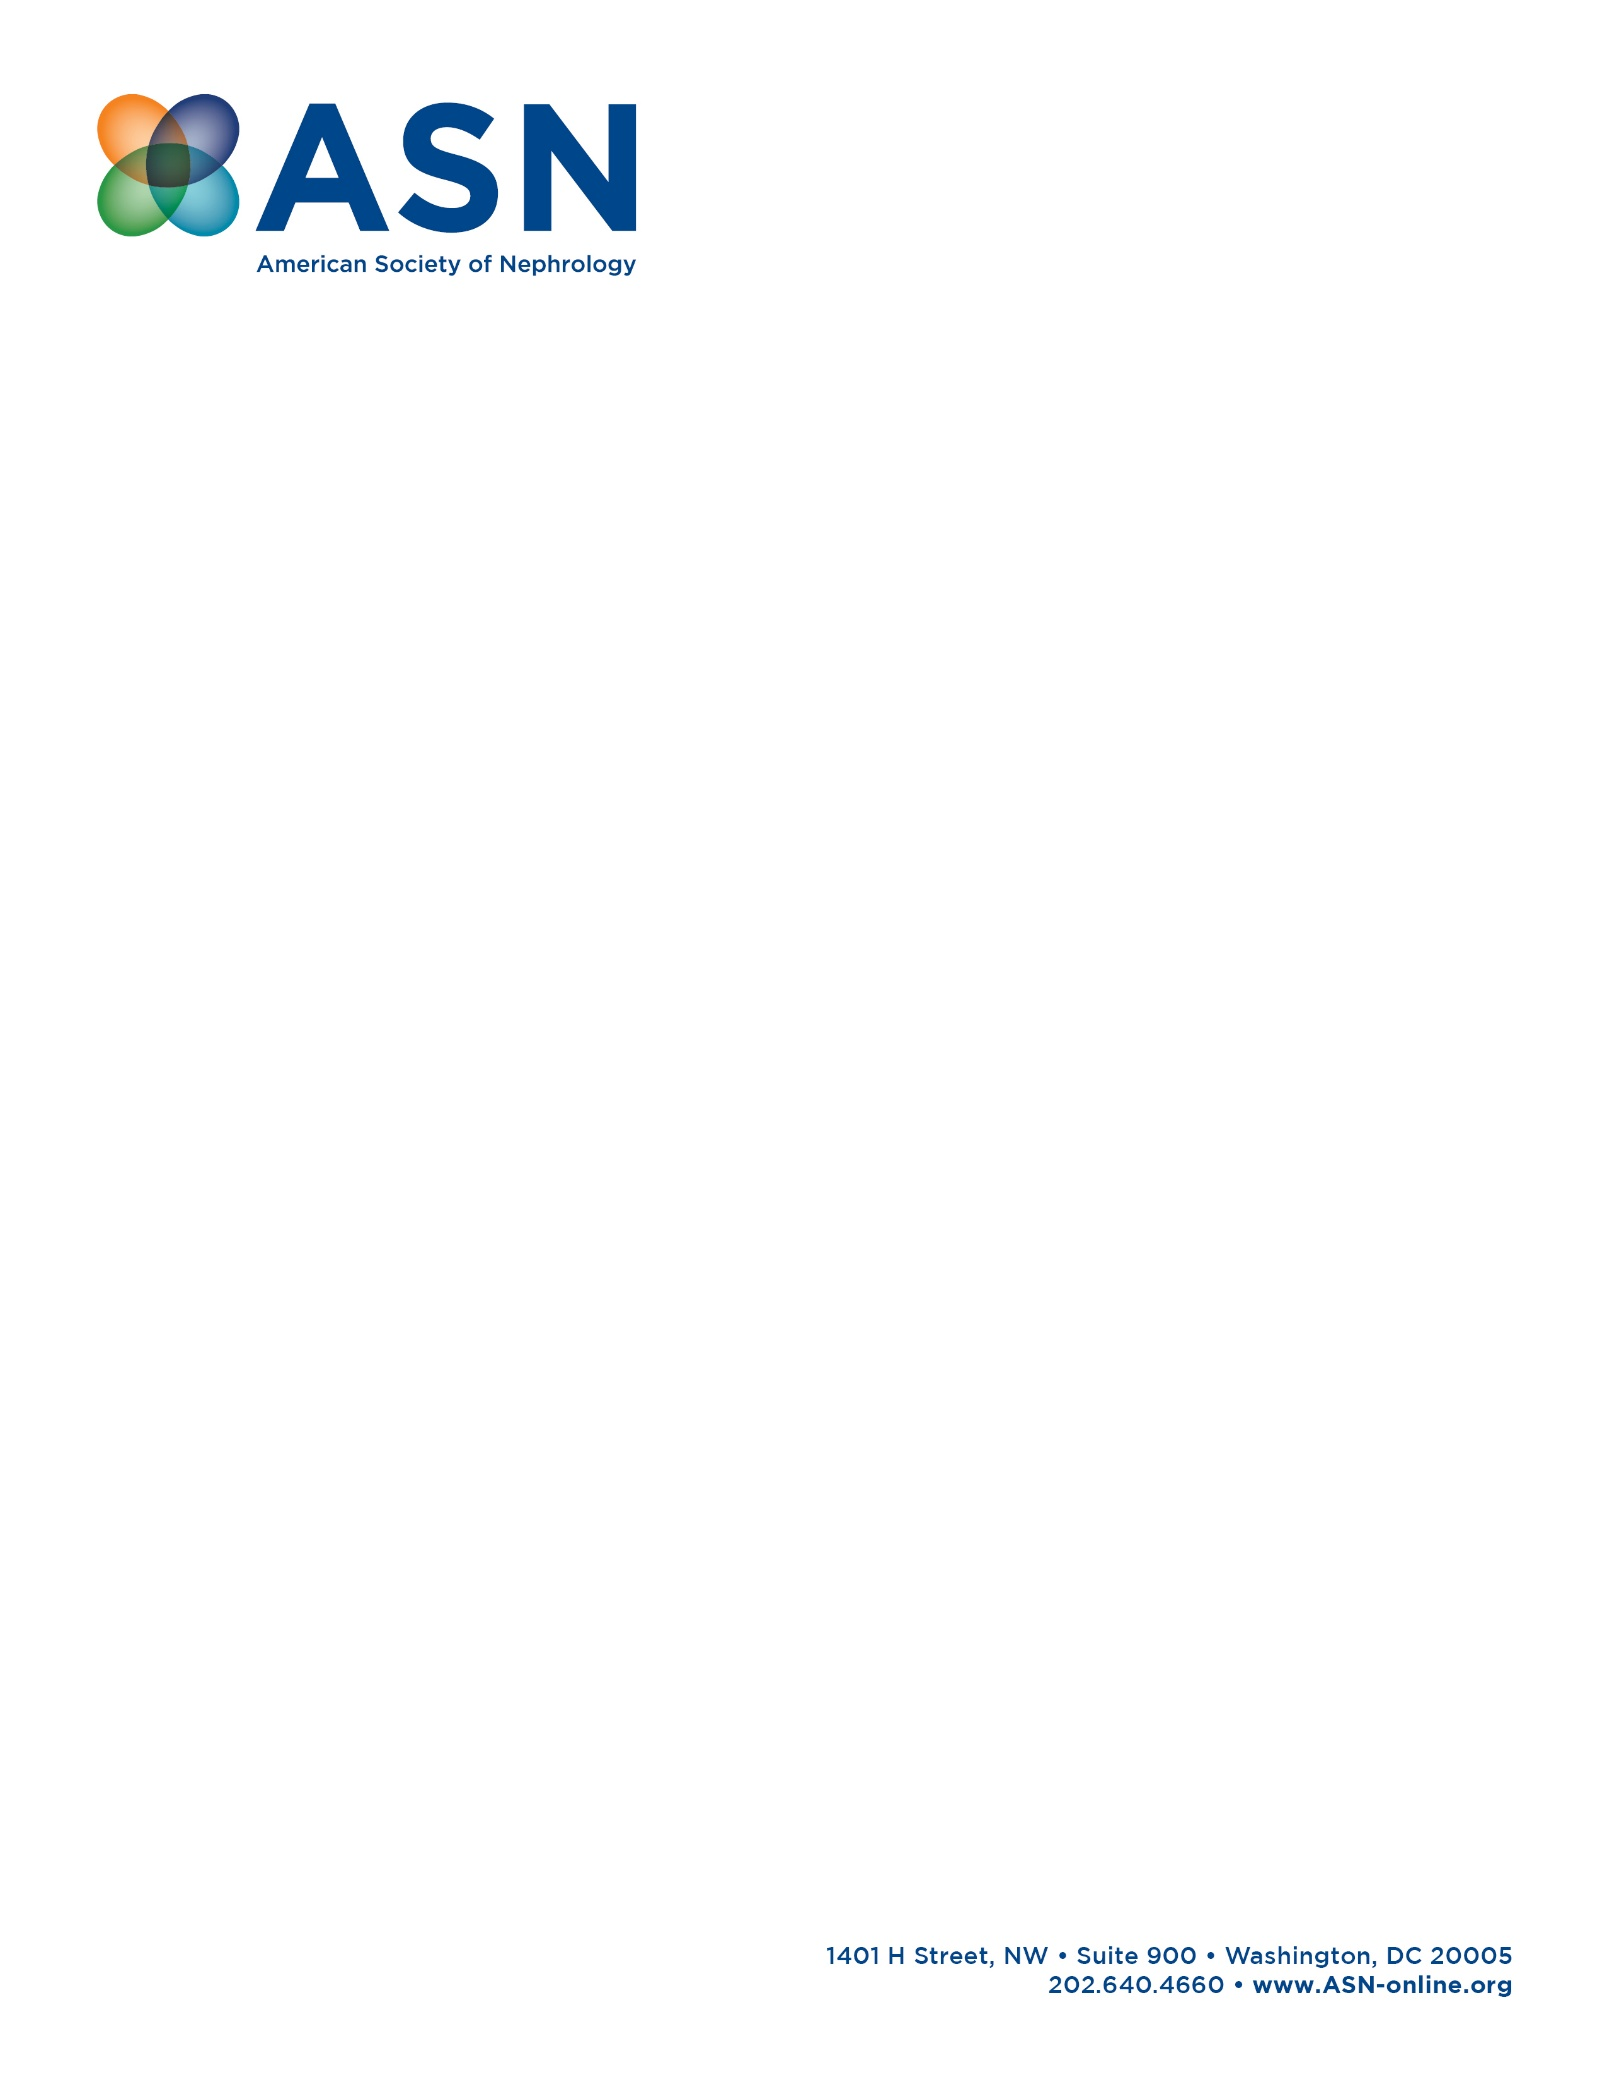 ASN
American Society of Nephrology
1401 H Street, NW • Suite 900 • Washington, DC 20005
202.640.4660 • www.ASN-online.org